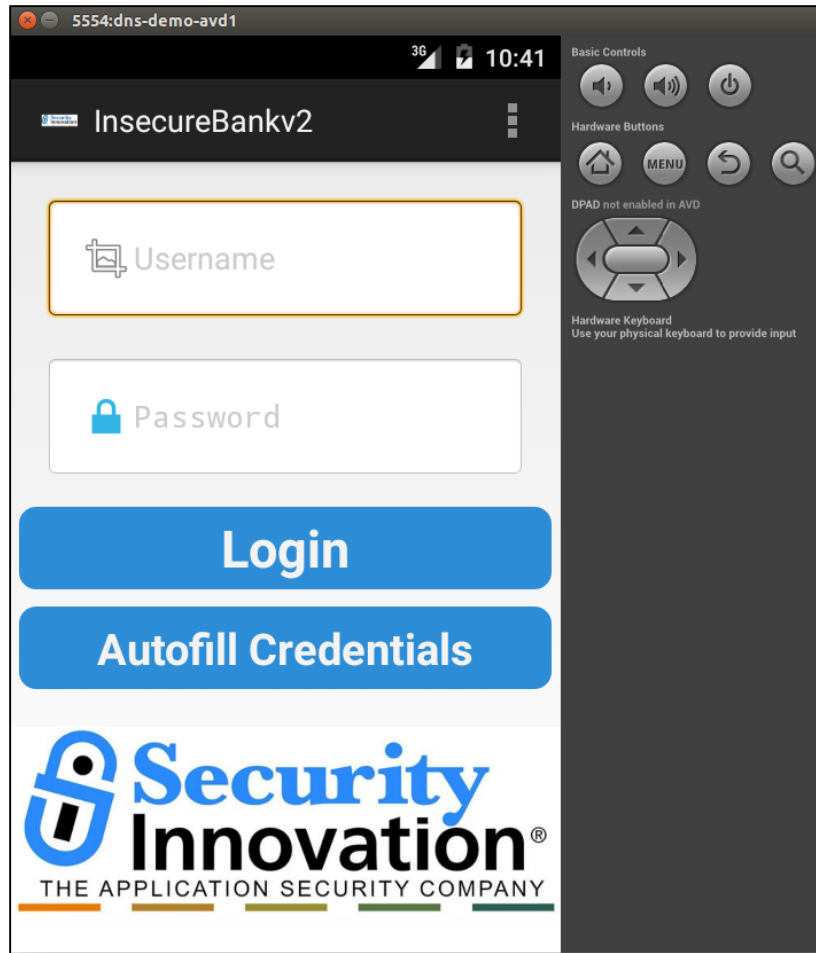 5554:dns-demo-avd1
3G 10:41
InsecureBankv2
Username
Password
Login
Autofill Credentials
Security
Innovation®
THE APPLICATION SECURITY COMPANY
Basic Controls
Hardware Buttons
MENU
DPAD not enabled in AVD
Hardware Keyboard
Use your physical keyboard to provide input